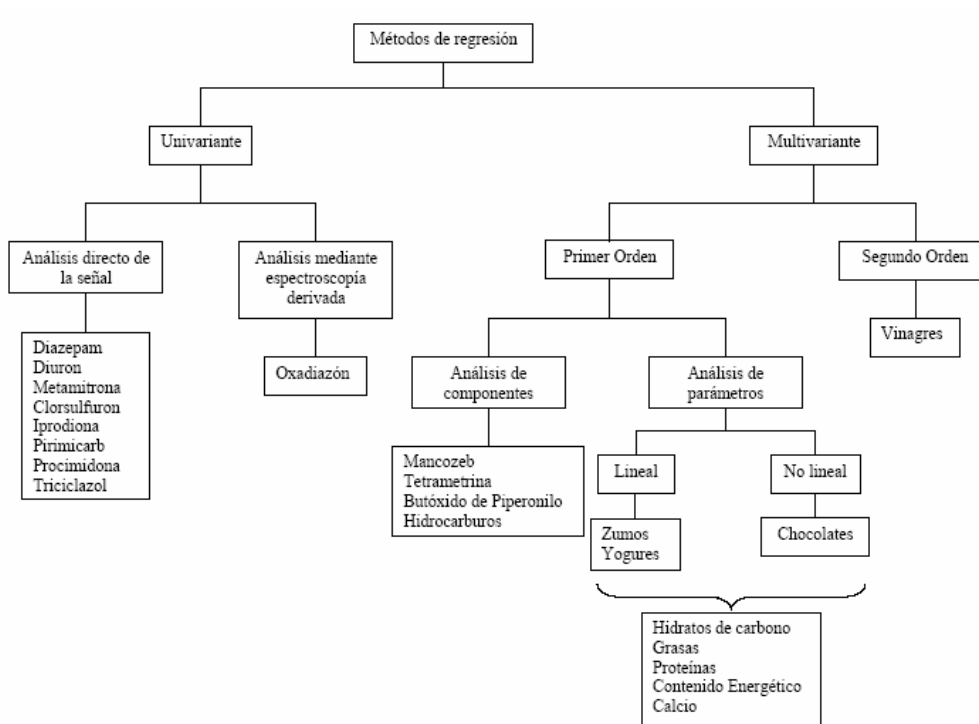 Métodos de regresión
Univariante
Multivariante
Análisis directo de
la señal
Análisis mediante
espectroscopía
derivada
Primer Orden
Segundo Orden
Diazepam
Diuron
Metamitrona
Clorsulfuron
Iprodiona
Pirimicarb
Procimidona
Triciclazol
Oxadiazón
Vinagres
Análisis de
componentes
Análisis de
parámetros
Mancozeb
Tetrametrina
Butóxido de Piperonilo
Hidrocarburos
Lineal
No lineal
Zumos
Yogures
Chocolates
Hidratos de carbono
Grasas
Proteínas
Contenido Energético
Calcio